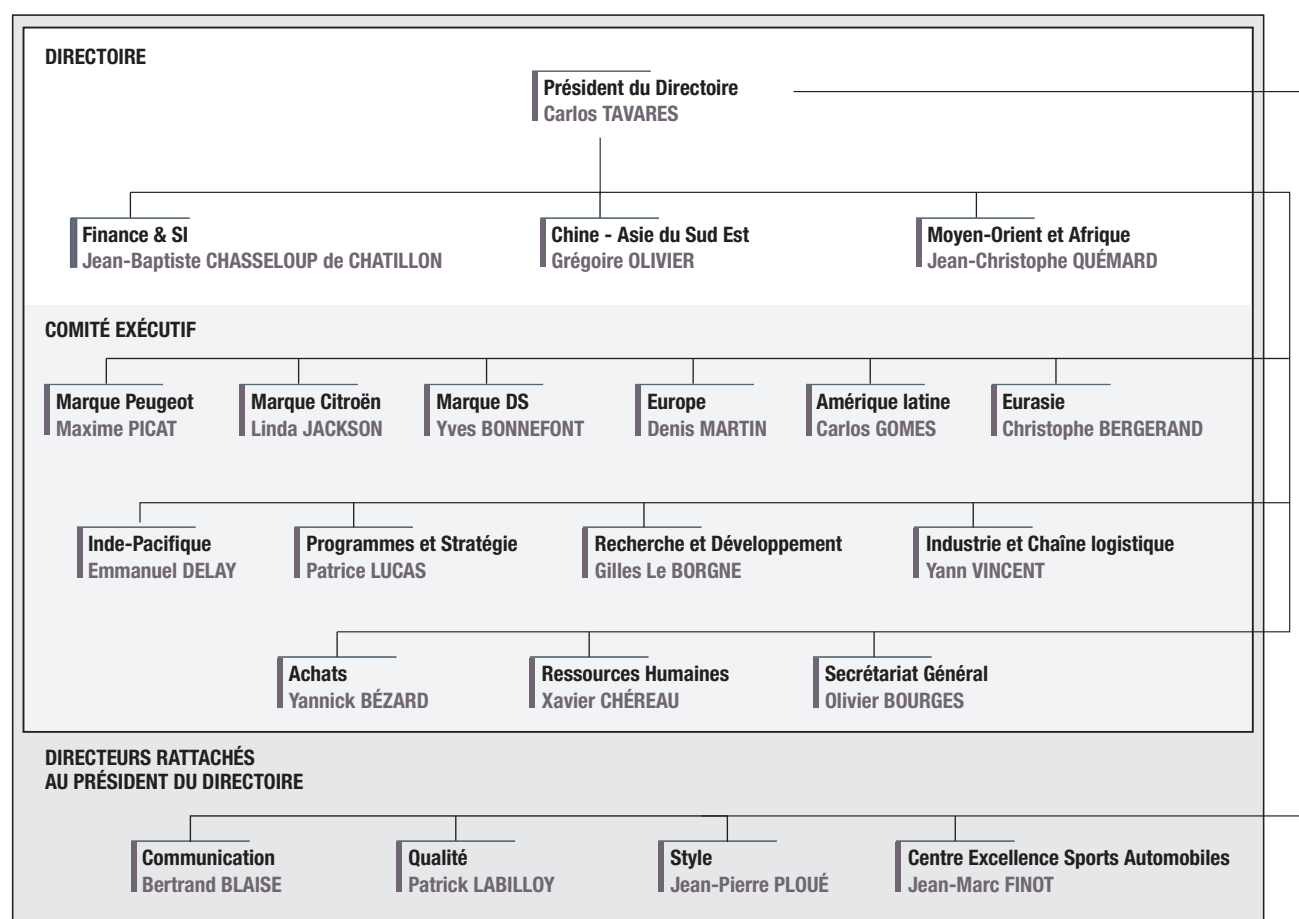 DIRECTOIRE
Président du Directoire
Carlos TAVARES
Finance & SI
Jean-Baptiste CHASSELOUP de CHATILLON
Chine - Asie du Sud Est
Grégoire OLIVIER
Moyen-Orient et Afrique
Jean-Christophe QUÉMARD
COMITÉ EXÉCUTIF
Marque Peugeot
Maxime PICAT
Marque Citroën
Linda JACKSON
Marque DS
Yves BONNEFONT
Europe
Denis MARTIN
Amérique latine
Carlos GOMES
Eurasie
Christophe BERGERAND
Inde-Pacifique
Emmanuel DELAY
Programmes et Stratégie
Patrice LUCAS
Recherche et Développement
Gilles Le BORGNE
Industrie et Chaîne logistique
Yann VINCENT
Achats
Yannick BÉZARD
Ressources Humaines
Xavier CHÉREAU
Secrétariat Général
Olivier BOURGES
DIRECTEURS RATTACHÉS
AU PRÉSIDENT DU DIRECTOIRE
Communication
Bertrand BLAISE
Qualité
Patrick LABILLOY
Style
Jean-Pierre PLOUÉ
Centre Excellence Sports Automobiles
Jean-Marc FINOT